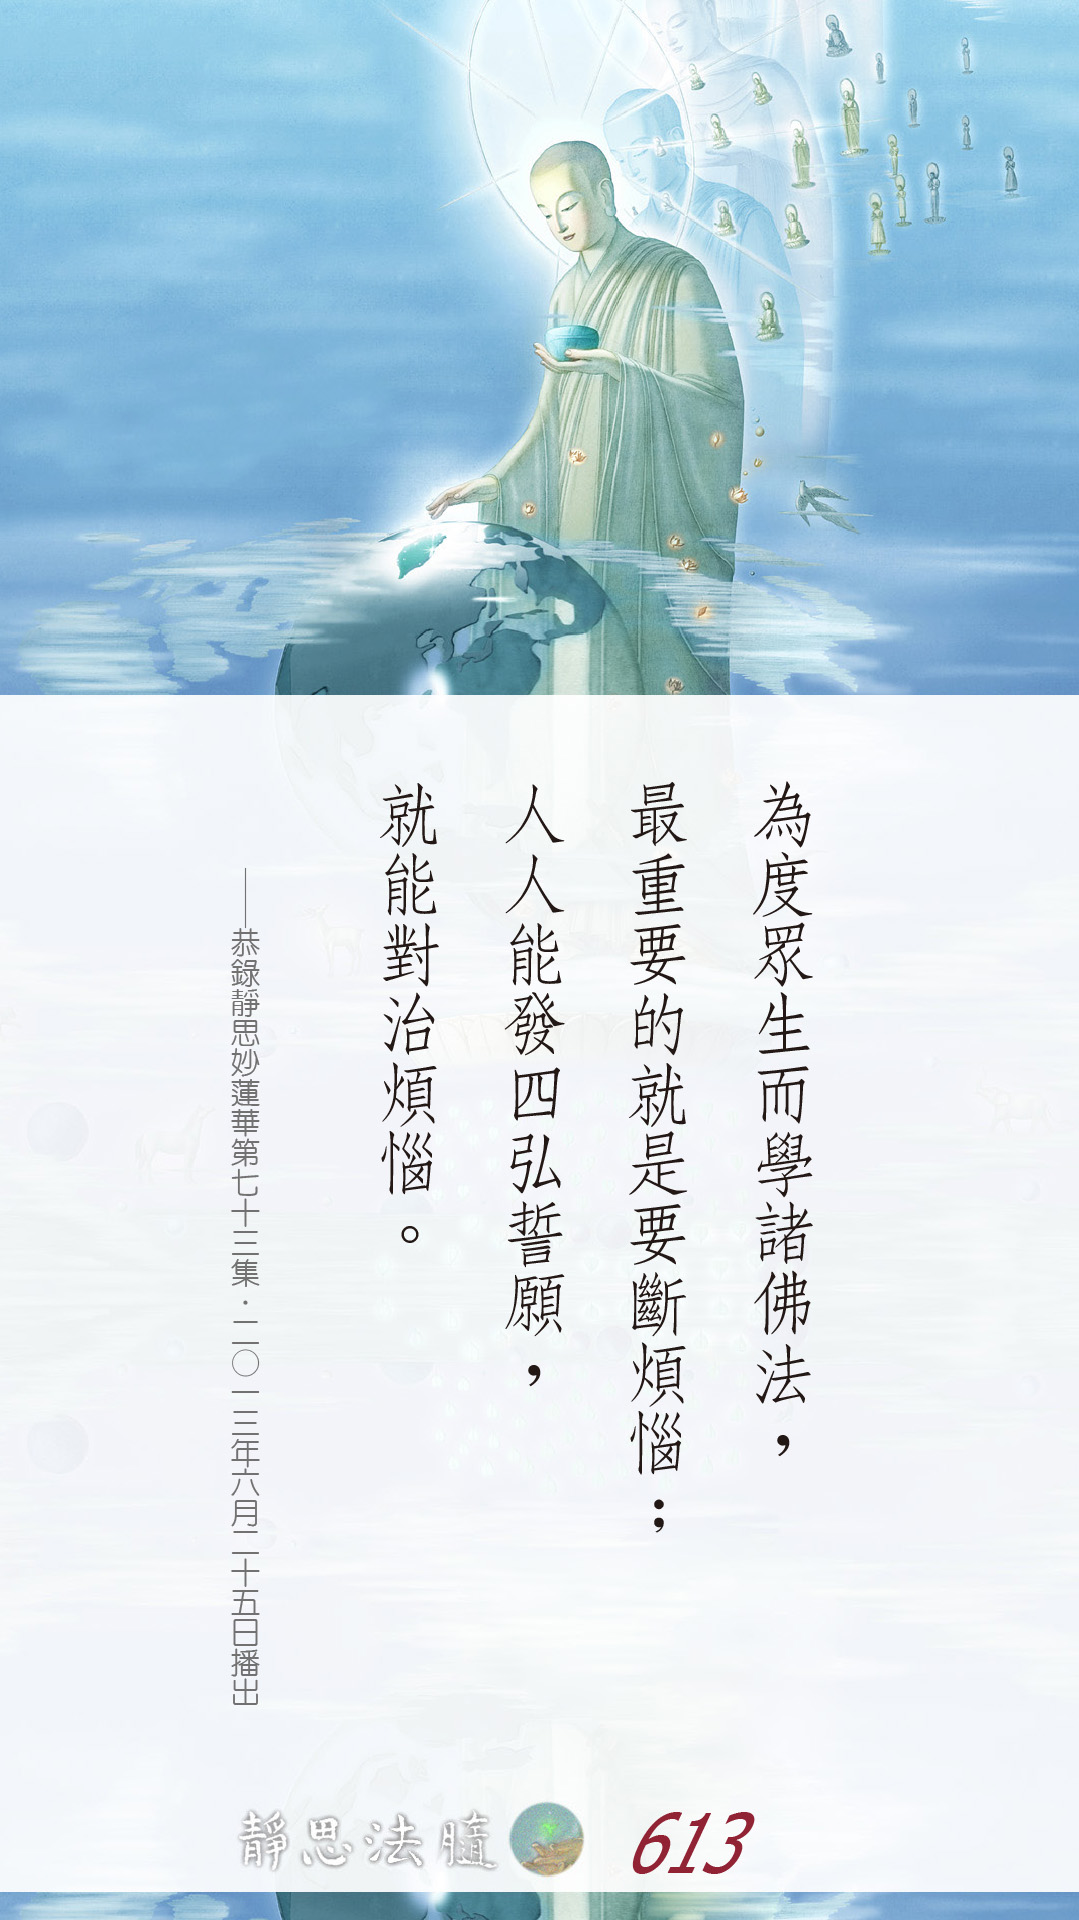 為度眾生而學諸佛法，
最重要的就是要斷煩惱；
人人能發四弘誓願，
就能對治煩惱。
——恭錄靜思妙蓮華第七十三集．二〇一三年六月二十五日播出
靜思法髓
613